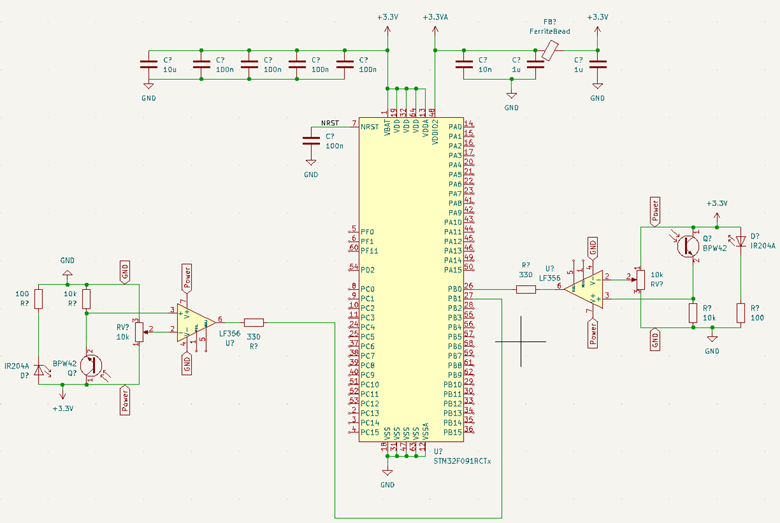 +3.3V
+3.3VA
FB?
FerriteBead
+3.3V
C?
10u
C?
100n
C?
100n
C?
100n
C?
100n
C?
10n
C?
1u
C?
1u
GND
GND
GND
1
19
32
64
13
48
VBAT
VDD
VDD
VDD
VDDA
VDDIO2
NRST
7
NRST
C?
100n
GND
PA0 14
PA1 15
PA2 16
PA3 17
PA4 20
PA5 21
PA6 22
PA7 23
PA8 41
PA9 42
PA10 43
PA11 44
PA12 45
PA13 46
PA14 49
PA15 50
5 PF0
6 PF1
60 PF11
54 PD2
8 PC0
9 PC1
10 PC2
11 PC3
24 PC4
25 PC5
37 PC6
38 PC7
39 PC8
40 PC9
51 PC10
52 PC11
53 PC12
2 PC13
3 PC14
4 PC15
PB0 26
PB1 27
PB2 28
PB3 55
PB4 56
PB5 57
PB6 58
PB7 59
PB8 61
PB9 62
PB10 29
PB11 30
PB12 33
PB13 34
PB14 35
PB15 36
VSS
VSS
VSS
VSS
VSSA
18
31
47
63
12
U?
STM32F091RCTx
GND
GND
GND
Power
100
R?
10k
R?
RV?
10k
2
3
2
7
V+
V-
4
1
5
6
LF356
U?
330
R?
IR204A
D?
BPW42
Q?
2
1
+3.3V
Power
GND
Power
+3.3V
GND
Q?
BPW42
1
2
D?
IR204A
R?
330
U?
LF356
6
5
1
4
V-
V+
2
3
7
2
10k
RV?
R?
10k
R?
100
Power
GND
GND